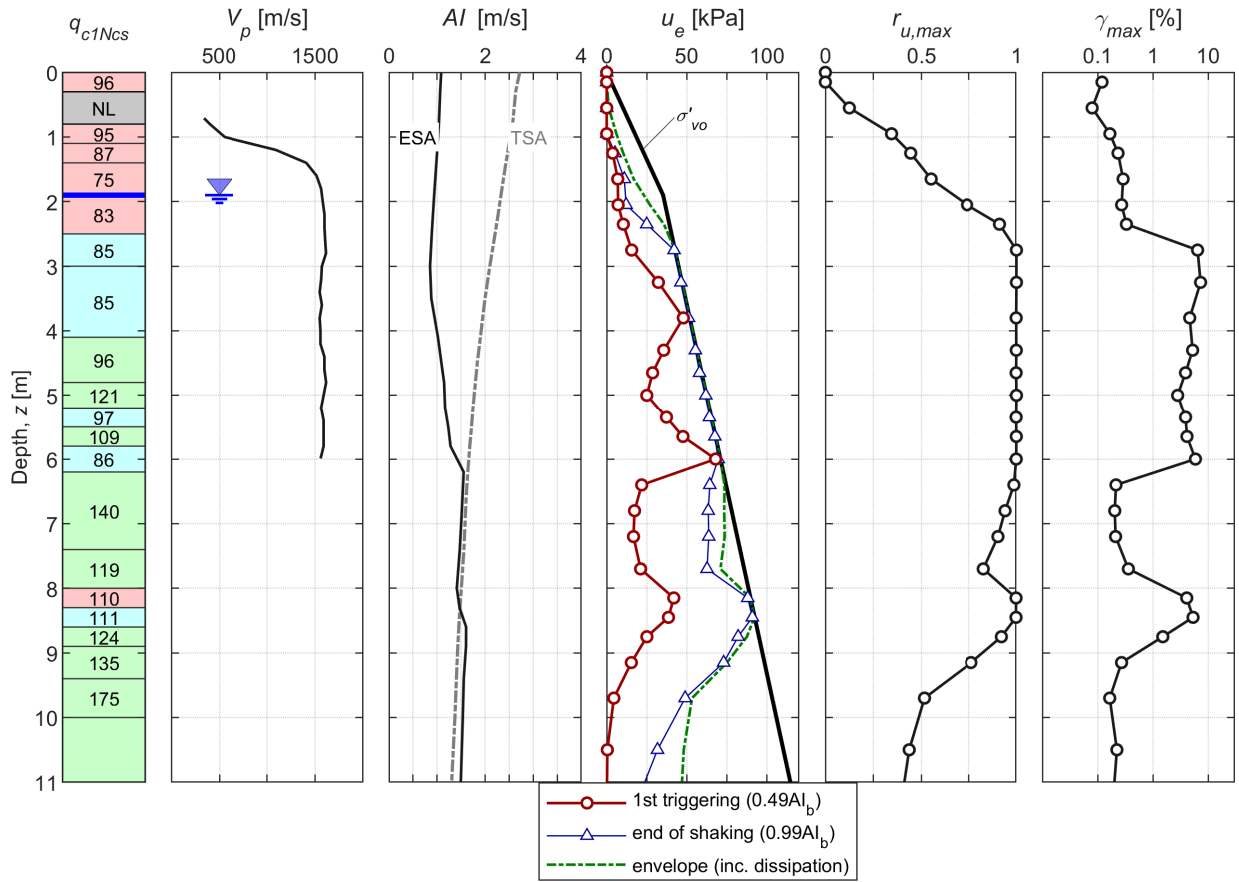 q_c1Ncs
V_p [m/s]
AI [m/s]
u_e [kPa]
r_u,max
γ_max [%]
500 1500
0 2 4
0 50 100
0 0.5 1
0.1 1 10
Depth, z [m]
0
1
2
3
4
5
6
7
8
9
10
11
96
NL
95
87
75
83
85
85
96
121
97
109
86
140
119
110
111
124
135
175
ESA
TSA
σ'_vo
1st triggering (0.49AI_b)
end of shaking (0.99AI_b)
envelope (inc. dissipation)